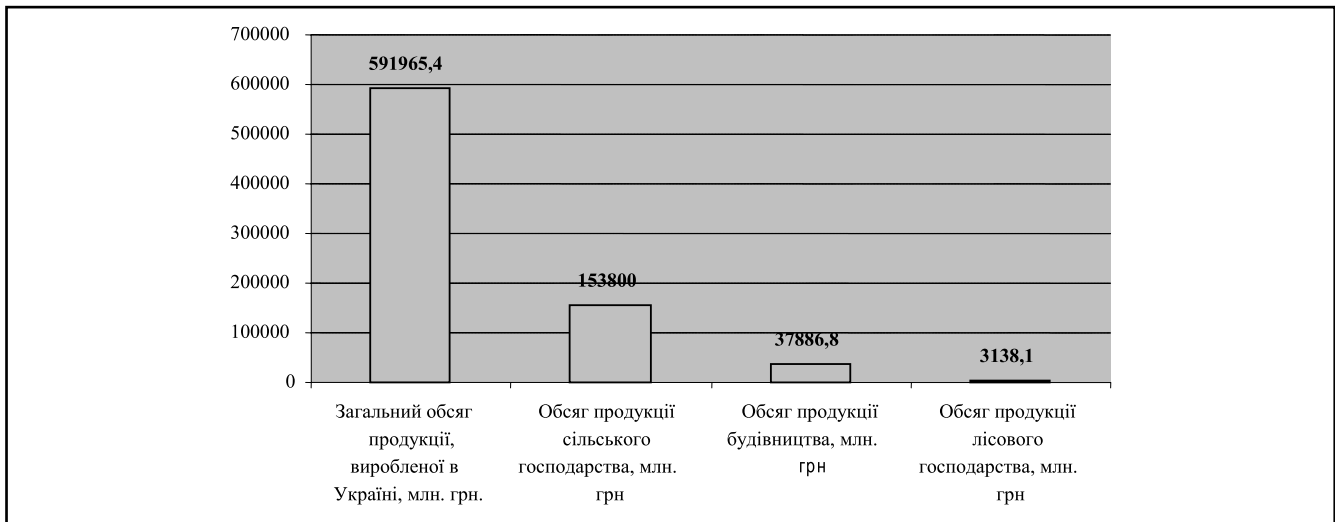 700000
591965,4
600000
500000
400000
300000
153800
200000
100000
37886,8
3138,1
0
Загальний обсяг
продукції,
виробленої в
Україні, млн. грн.
Обсяг продукції
сільського
господарства, млн.
грн
Обсяг продукції
будівництва, млн.
грн
Обсяг продукції
лісового
господарства, млн.
грн